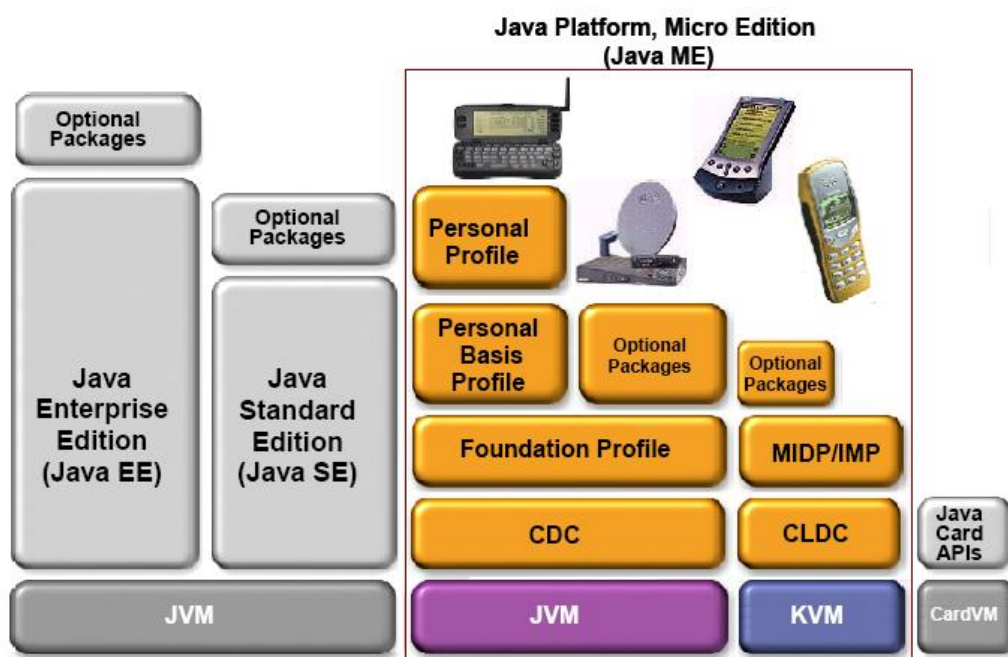 Java Platform, Micro Edition
(Java ME)
Optional
Packages
Java
Enterprise
Edition
(Java EE)
Optional
Packages
Java
Standard
Edition
(Java SE)
JVM
Personal
Profile
Personal
Basis
Profile
Optional
Packages
Foundation Profile
CDC
JVM
Optional
Packages
MIDP/IMP
CLDC
KVM
Java
Card
APIs
CardVM